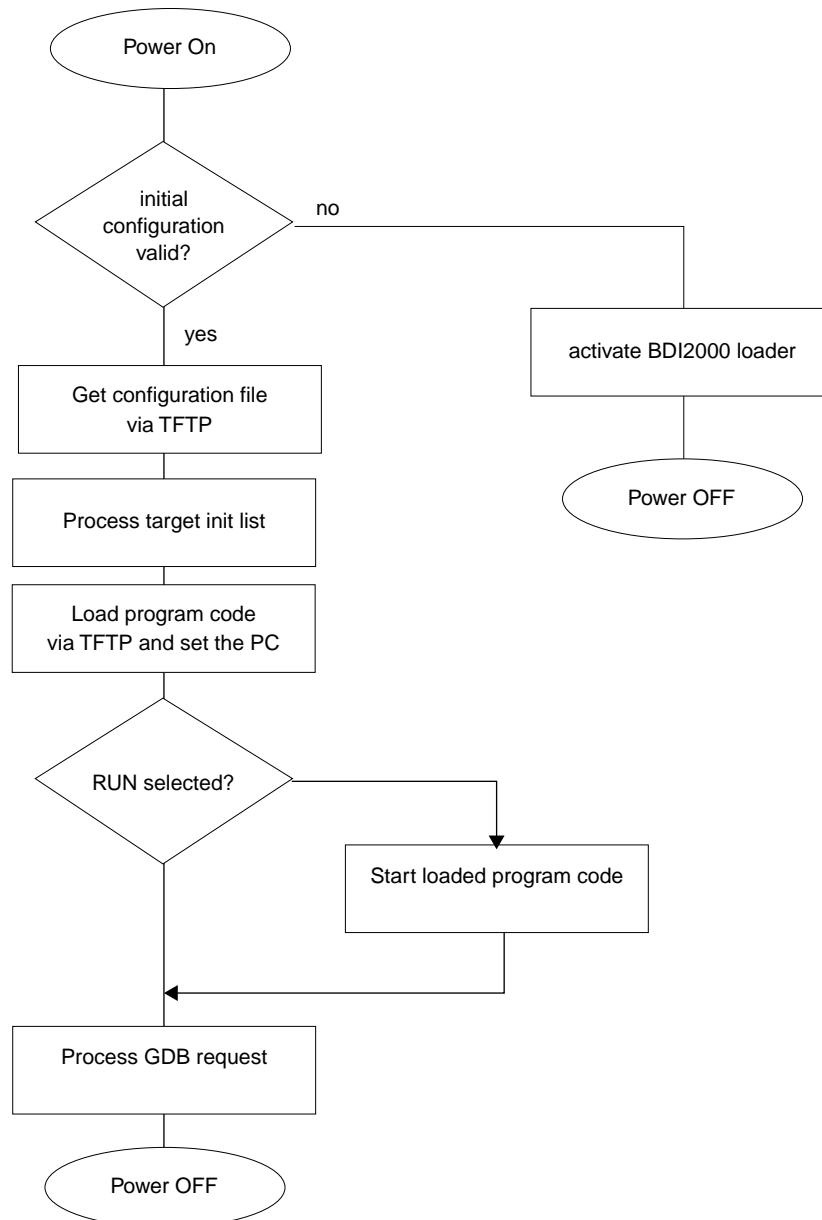 Power On
initial
configuration
valid?
no
yes
activate BDI2000 loader
Get configuration file
via TFTP
Power OFF
Process target init list
Load program code
via TFTP and set the PC
RUN selected?
Start loaded program code
Process GDB request
Power OFF